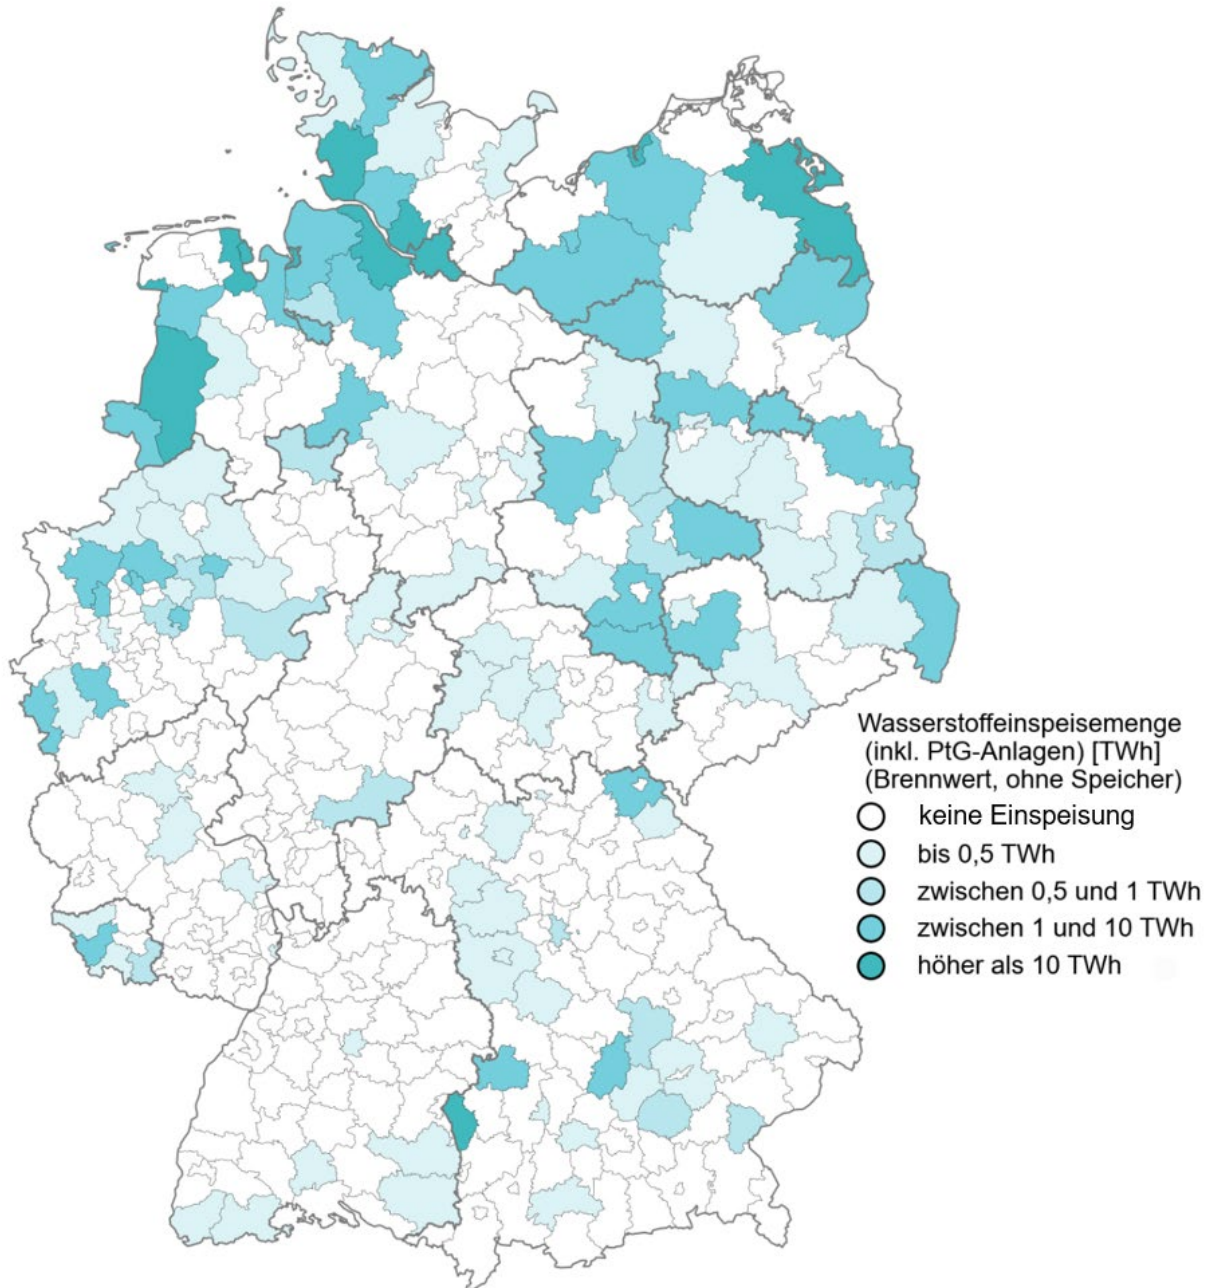 Wasserstoffeinspeisemenge
(inkl. PtG-Anlagen) [TWh]
(Brennwert, ohne Speicher)
keine Einspeisung
bis 0,5 TWh
zwischen 0,5 und 1 TWh
zwischen 1 und 10 TWh
höher als 10 TWh